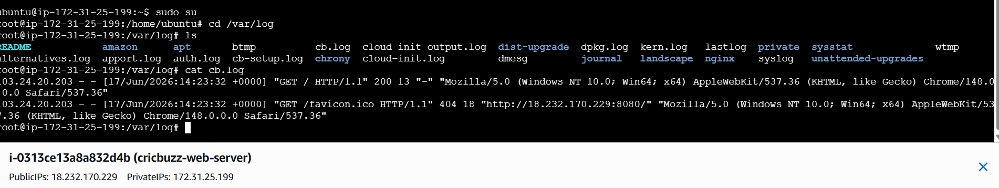 ubuntu@ip-172-31-25-199:~$ sudo su
root@ip-172-31-25-199:/home/ubuntu# cd /var/log
root@ip-172-31-25-199:/var/log# ls
README amazon apt btmp cb.log cloud-init-output.log dist-upgrade dpkg.log kern.log lastlog private sysstat wtmp
alternatives.log apport.log auth.log cb-setup.log chrony cloud-init.log dmesg journal landscape nginx syslog unattended-upgrades
root@ip-172-31-25-199:/var/log# cat cb.log
03.24.20.203 - - [17/Jun/2026:14:23:32 +0000] "GET / HTTP/1.1" 200 13 "-" "Mozilla/5.0 (Windows NT 10.0; Win64; x64) AppleWebKit/537.36 (KHTML, like Gecko) Chrome/148.0
.0.0 Safari/537.36"
03.24.20.203 - - [17/Jun/2026:14:23:32 +0000] "GET /favicon.ico HTTP/1.1" 404 18 "http://18.232.170.229:8080/" "Mozilla/5.0 (Windows NT 10.0; Win64; x64) AppleWebKit/53
7.36 (KHTML, like Gecko) Chrome/148.0.0.0 Safari/537.36"
root@ip-172-31-25-199:/var/log#
i-0313ce13a8a832d4b (cricbuzz-web-server)
PublicIPs: 18.232.170.229 PrivateIPs: 172.31.25.199